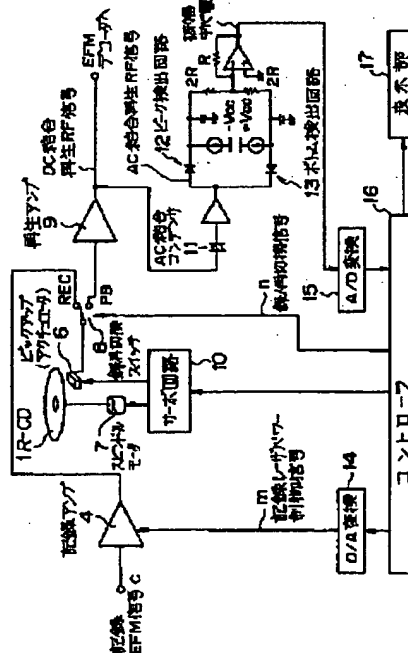 EFM
デコーダへ
DC結合
再生RF信号
再生アンプ
9
AC結合再生RF信号
12 ピーク検出回路
AC結合
コンデンサ
11
-Vcc
+Vcc
2R
R
2R
13 ボトム検出回路
REC
PB
ピックアップ
(アクチュエータ)
6
8
録再切換
スイッチ
1 R-CD
7
スピンドル
モータ
サーボ回路
10
記録アンプ
4
記録
EFM信号 C
m
記録レーザパワー
制御信号
n
録/再切換信号
14
D/A変換
15
A/D変換
16
コントローラ
17
表示部